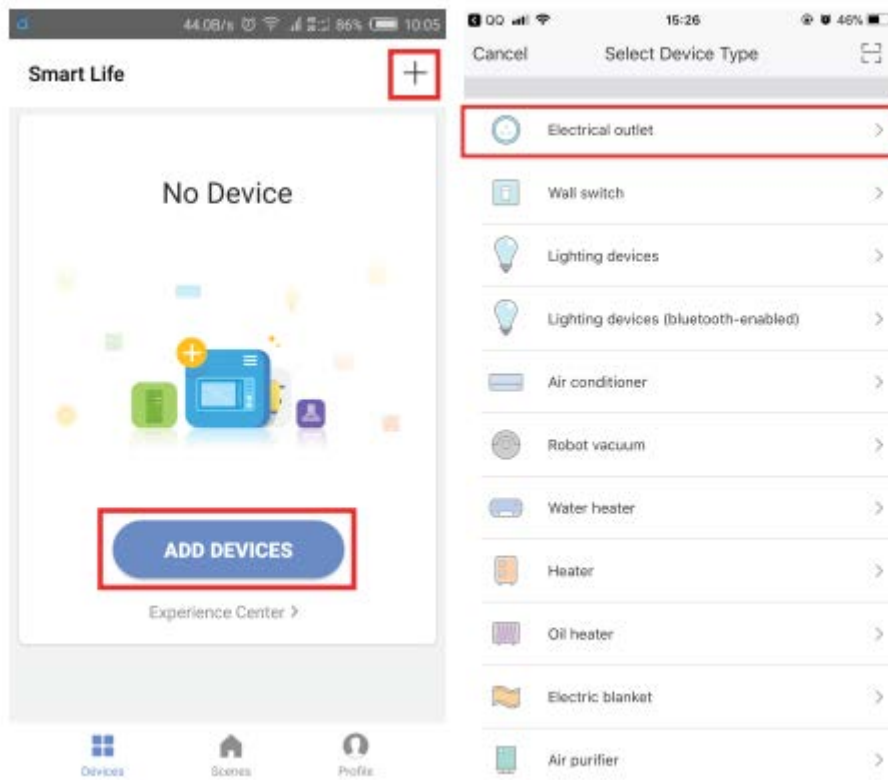 44.0B/s 86% 10:05
Smart Life
No Device
ADD DEVICES
Experience Center >
Devices
Scenes
Profile
QQ 15:26 46%
Cancel Select Device Type
Electrical outlet
Wall switch
Lighting devices
Lighting devices (bluetooth-enabled)
Air conditioner
Robot vacuum
Water heater
Heater
Oil heater
Electric blanket
Air purifier